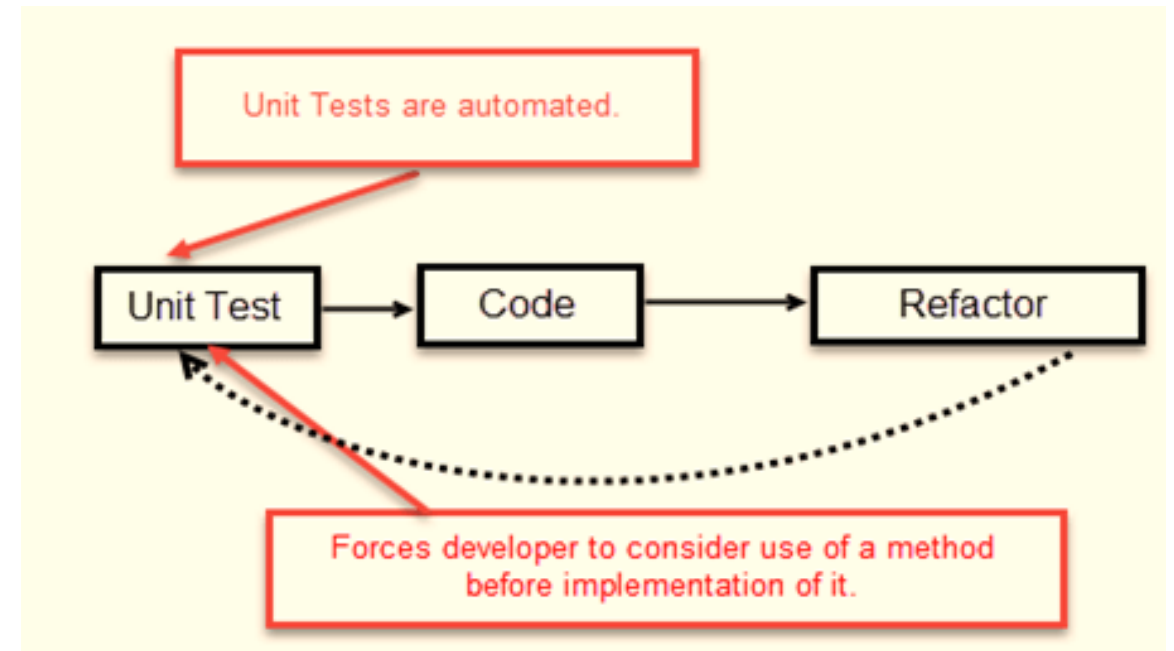 Unit Tests are automated.
Unit Test
Code
Refactor
Forces developer to consider use of a method
before implementation of it.